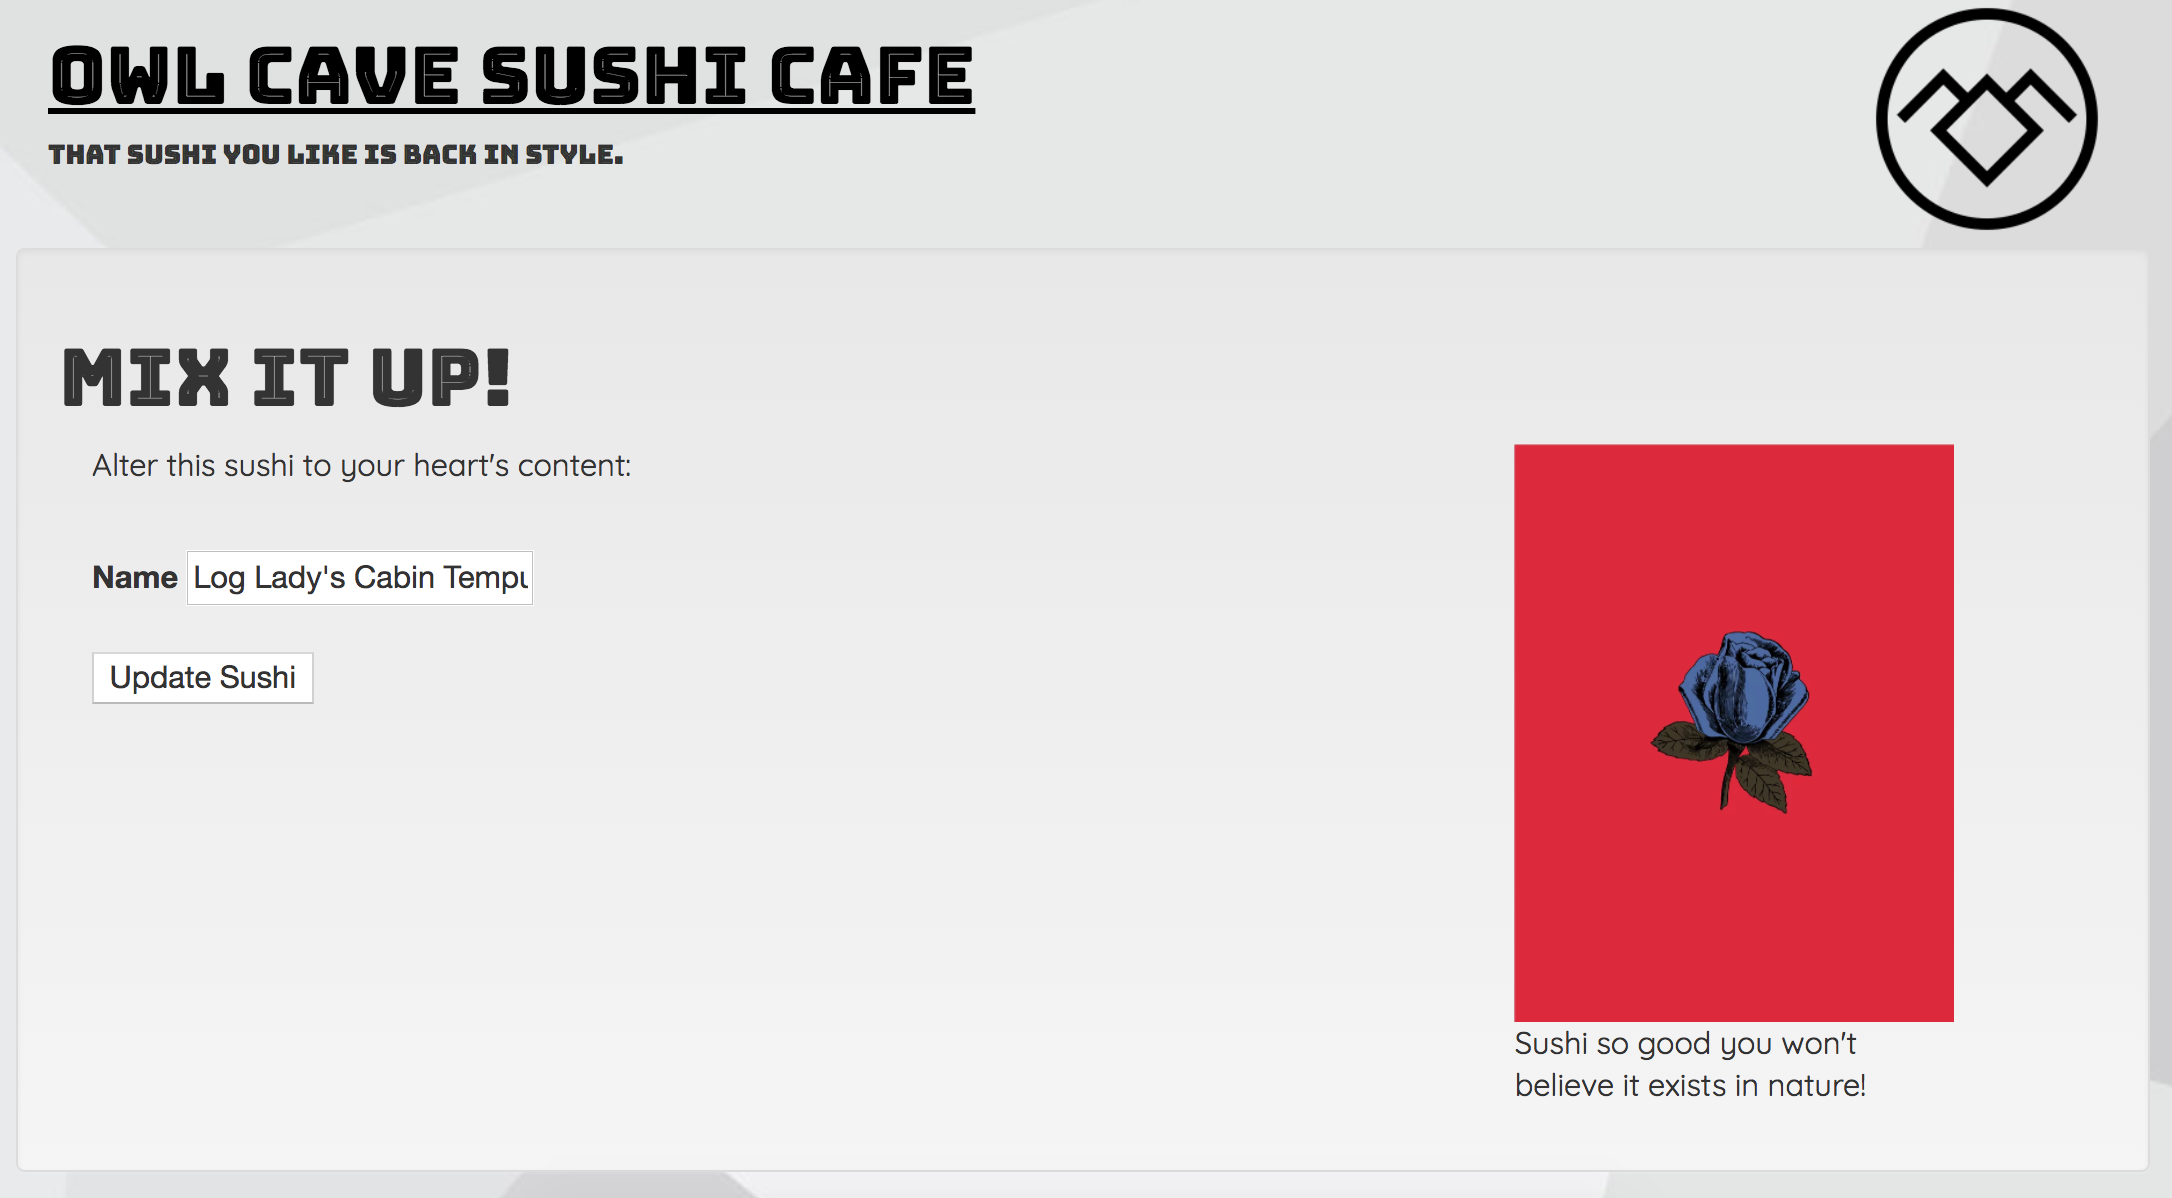 OWL CAVE SUSHI CAFE
THAT SUSHI YOU LIKE IS BACK IN STYLE.
MIX IT UP!
Alter this sushi to your heart's content:
Name Log Lady's Cabin Tempu
Update Sushi
Sushi so good you won't
believe it exists in nature!